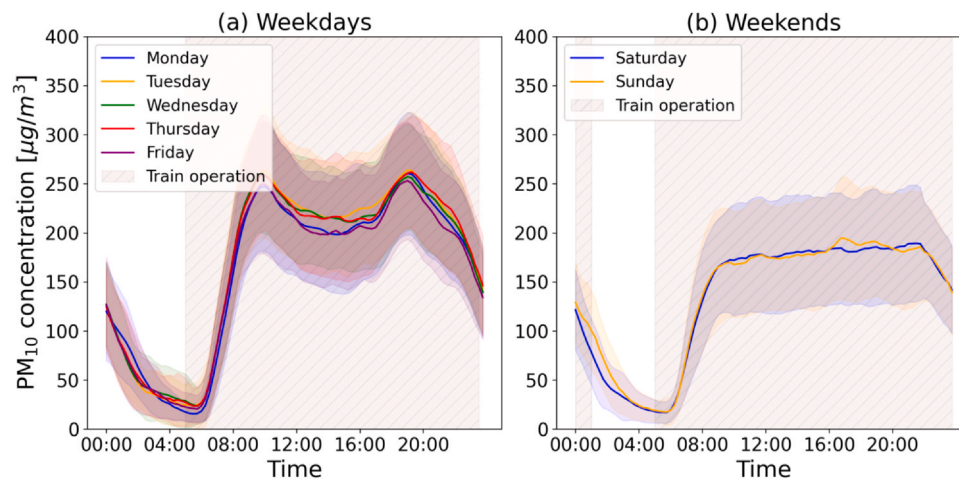 (a) Weekdays
PM10 concentration [μg/m³]
400
350
300
250
200
150
100
50
0
Monday
Tuesday
Wednesday
Thursday
Friday
Train operation
00:00 04:00 08:00 12:00 16:00 20:00
Time
(b) Weekends
400
350
300
250
200
150
100
50
0
Saturday
Sunday
Train operation
00:00 04:00 08:00 12:00 16:00 20:00
Time